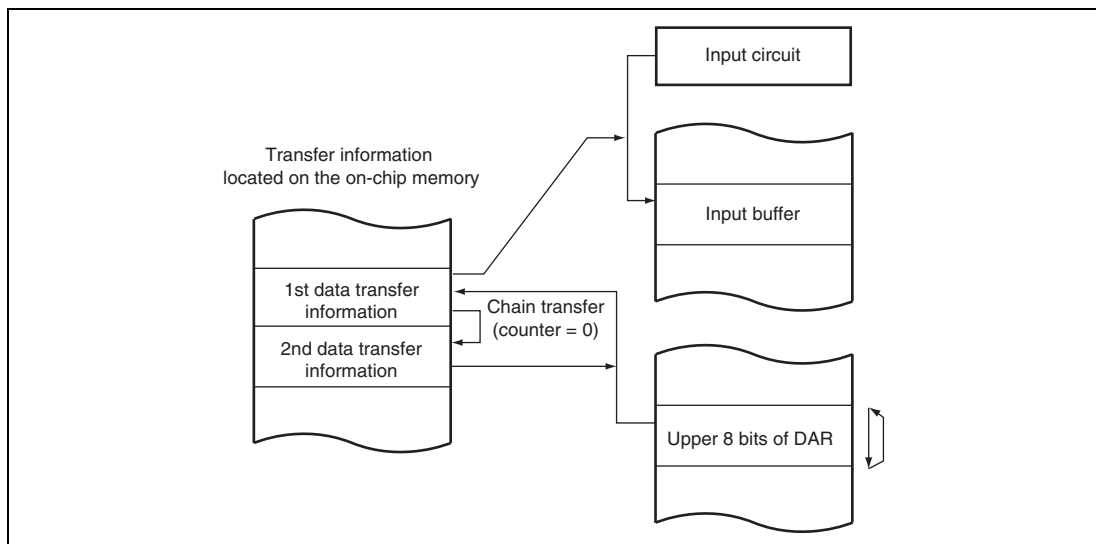 Input circuit
Transfer information
located on the on-chip memory
Input buffer
1st data transfer
information
Chain transfer
(counter = 0)
2nd data transfer
information
Upper 8 bits of DAR